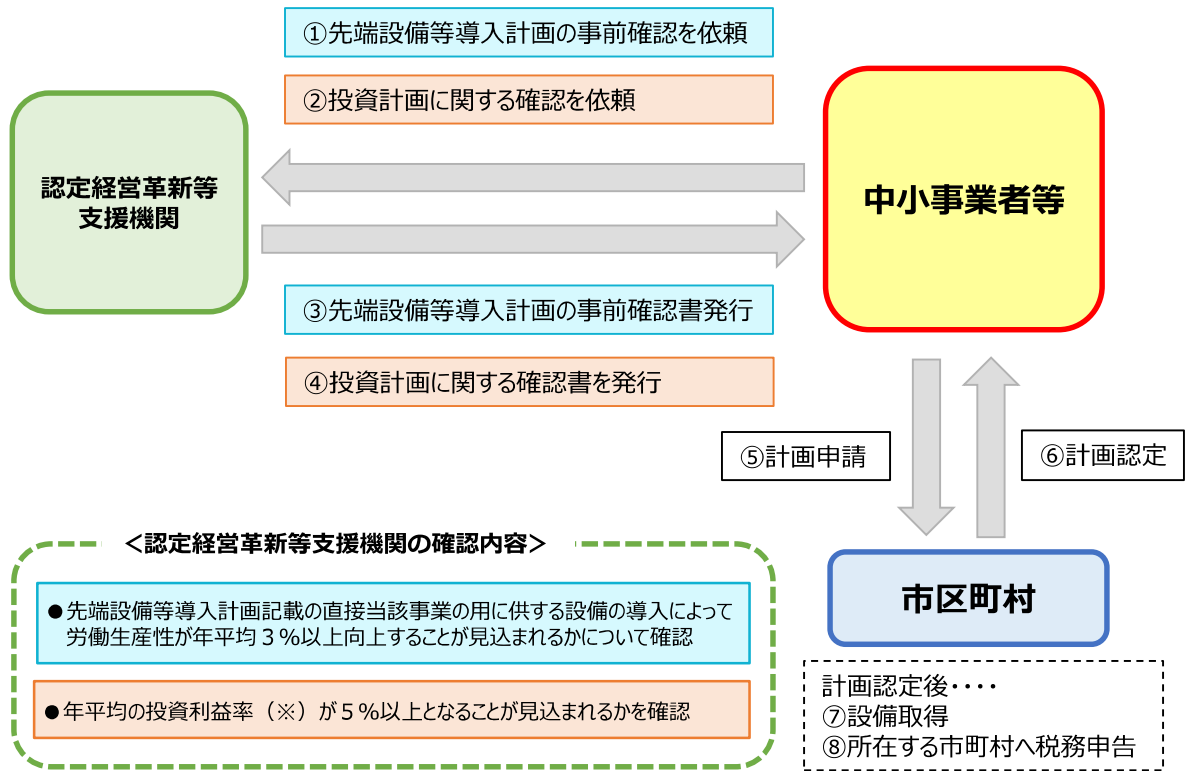 ①先端設備等導入計画の事前確認を依頼
②投資計画に関する確認を依頼
認定経営革新等
支援機関
中小事業者等
③先端設備等導入計画の事前確認書発行
④投資計画に関する確認書を発行
⑤計画申請
⑥計画認定
＜認定経営革新等支援機関の確認内容＞
●先端設備等導入計画記載の直接当該事業の用に供する設備の導入によって
労働生産性が年平均３％以上向上することが見込まれるかについて確認
●年平均の投資利益率（※）が５％以上となることが見込まれるかを確認
市区町村
計画認定後・・・・
⑦設備取得
⑧所在する市町村へ税務申告